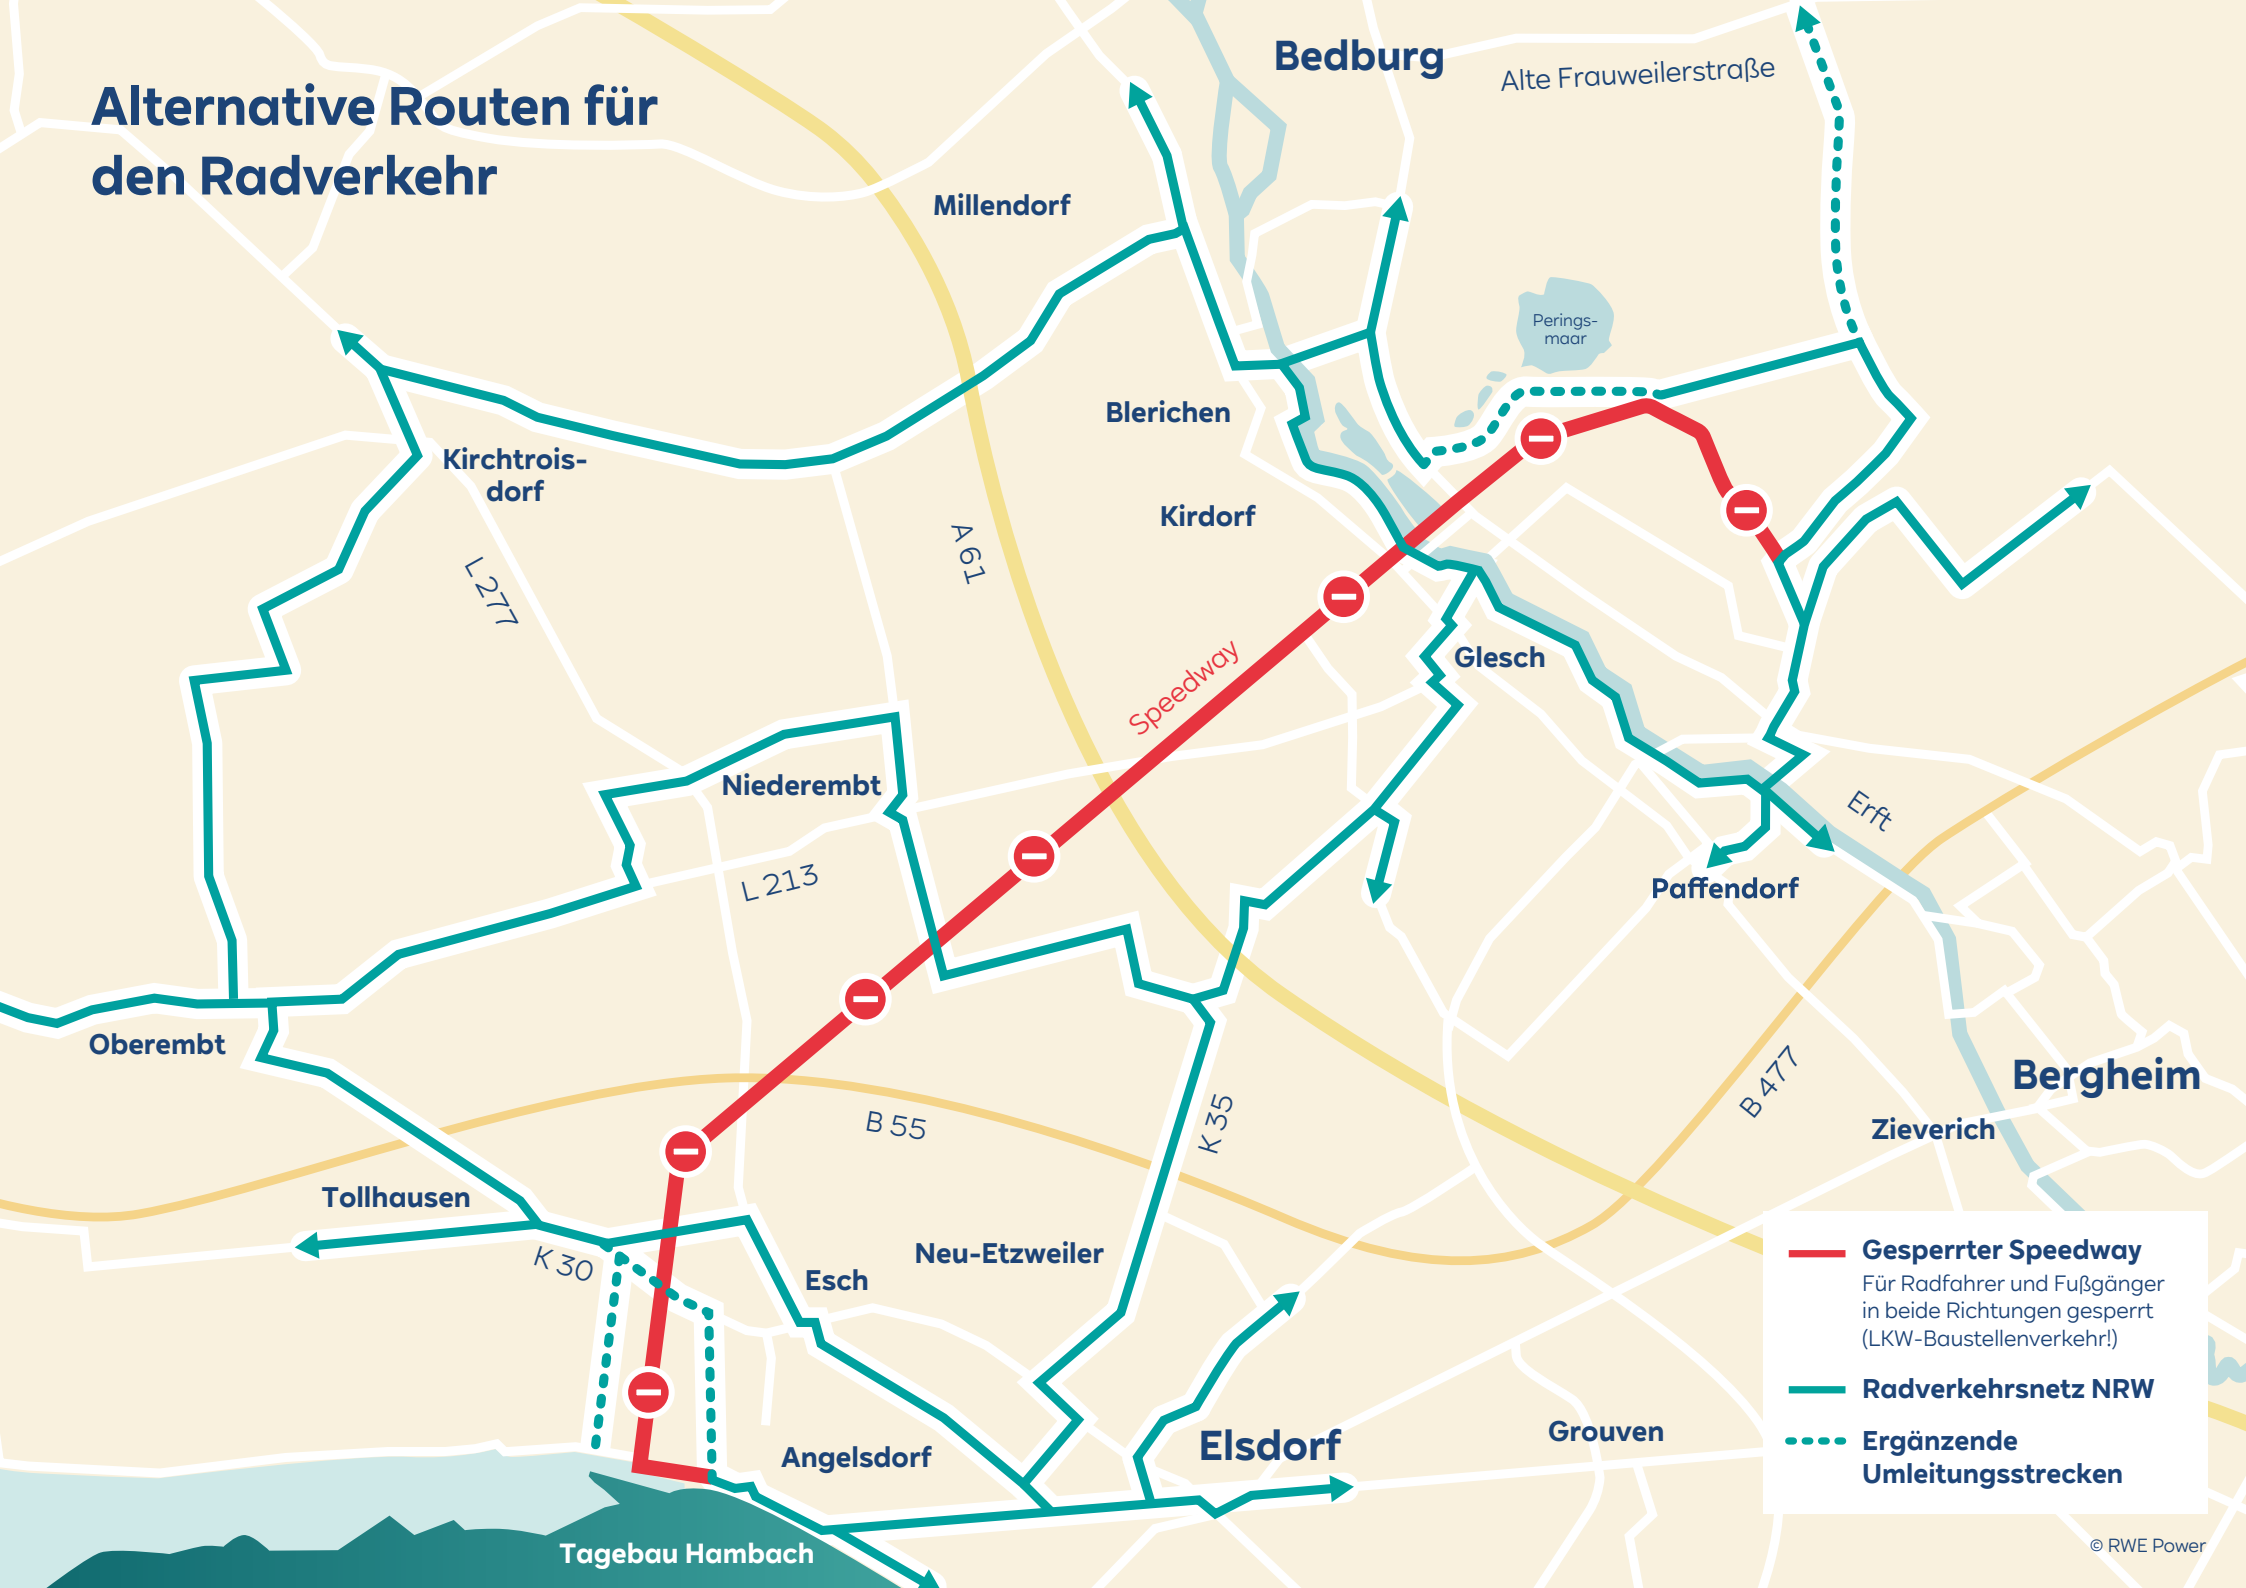 Alternative Routen für
den Radverkehr
Bedburg
Alte Frauweilerstraße
Millendorf
Perings-
maar
Blerichen
Kirchtrois-
dorf
Kirdorf
A 61
L 277
Glesch
Speedway
Niederembt
Erft
L 213
Paffendorf
Oberembt
Bergheim
B 477
B 55
K 35
Zieverich
Tollhausen
K 30
Neu-Etzweiler
Esch
Gesperrter Speedway
Für Radfahrer und Fußgänger
in beide Richtungen gesperrt
(LKW-Baustellenverkehr!)
Radverkehrsnetz NRW
Ergänzende
Umleitungsstrecken
Grouven
Elsdorf
Angelsdorf
Tagebau Hambach
© RWE Power